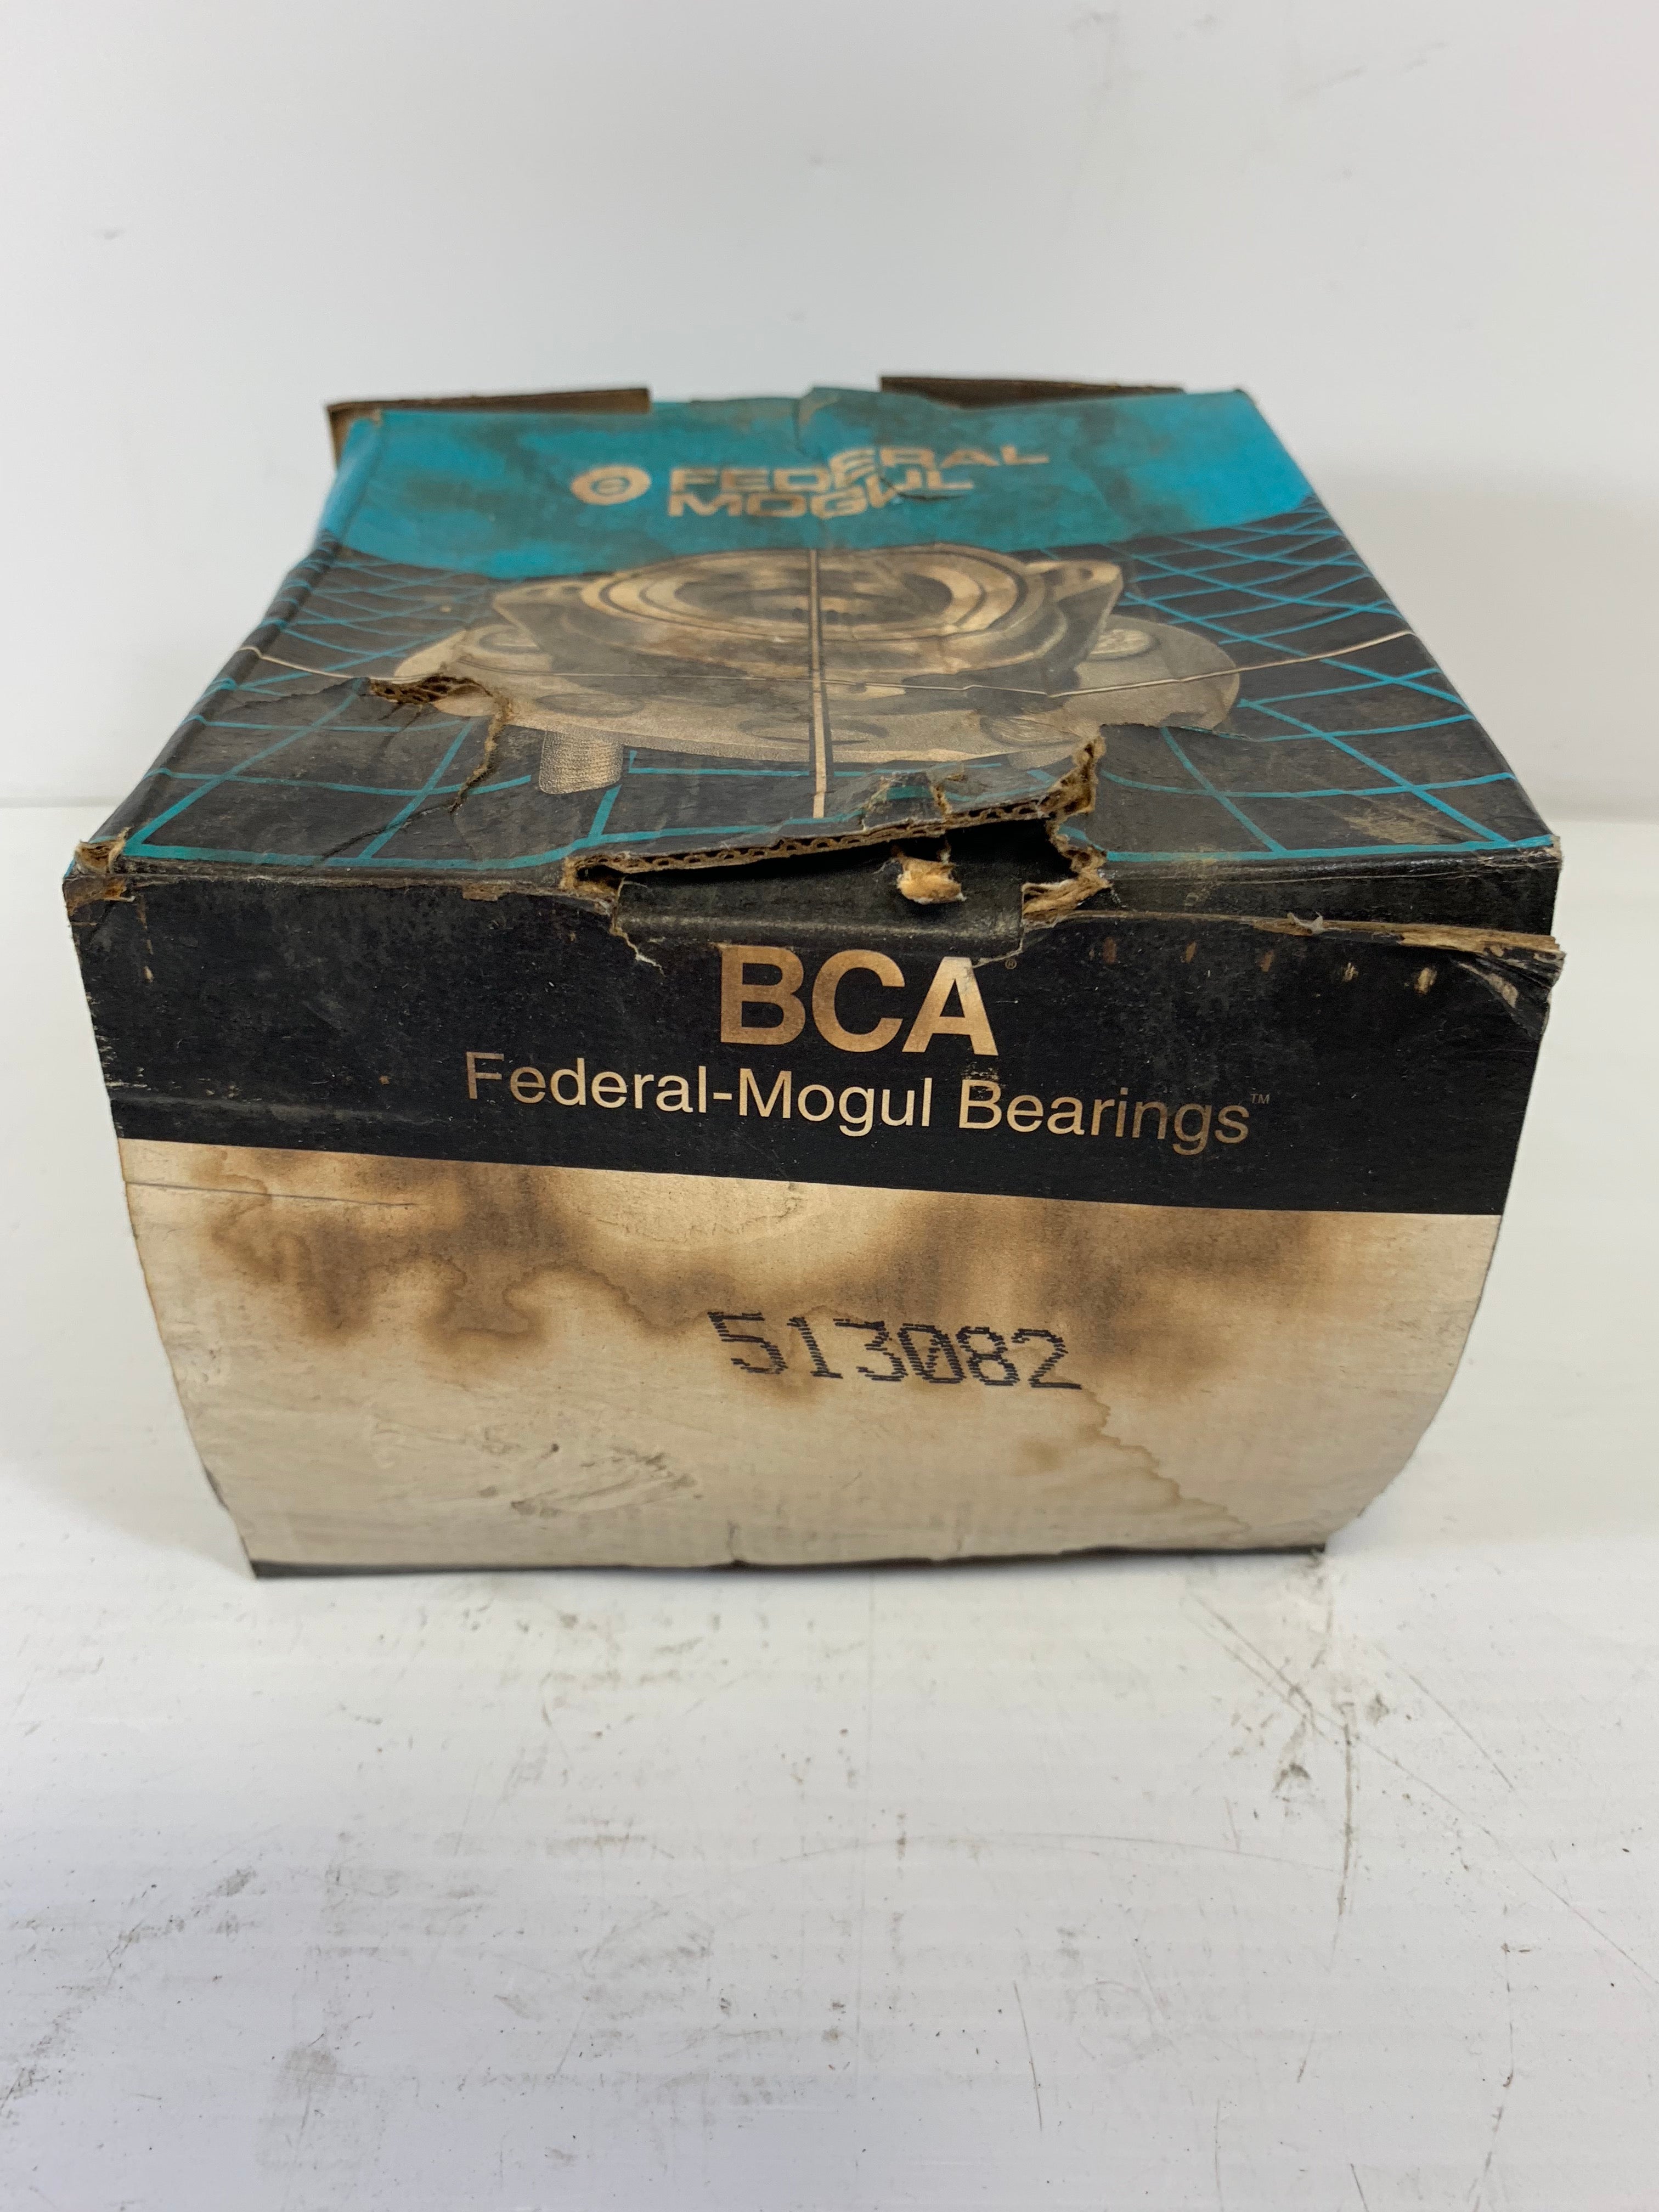 FEDERAL
MOGUL
BCA®
Federal-Mogul Bearings™
513082